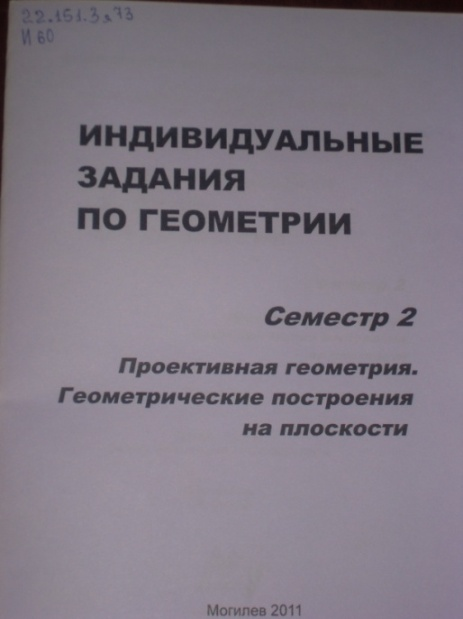 22.151.3я73
И 60
ИНДИВИДУАЛЬНЫЕ
ЗАДАНИЯ
ПО ГЕОМЕТРИИ
Семестр 2
Проективная геометрия.
Геометрические построения
на плоскости
Могилев 2011